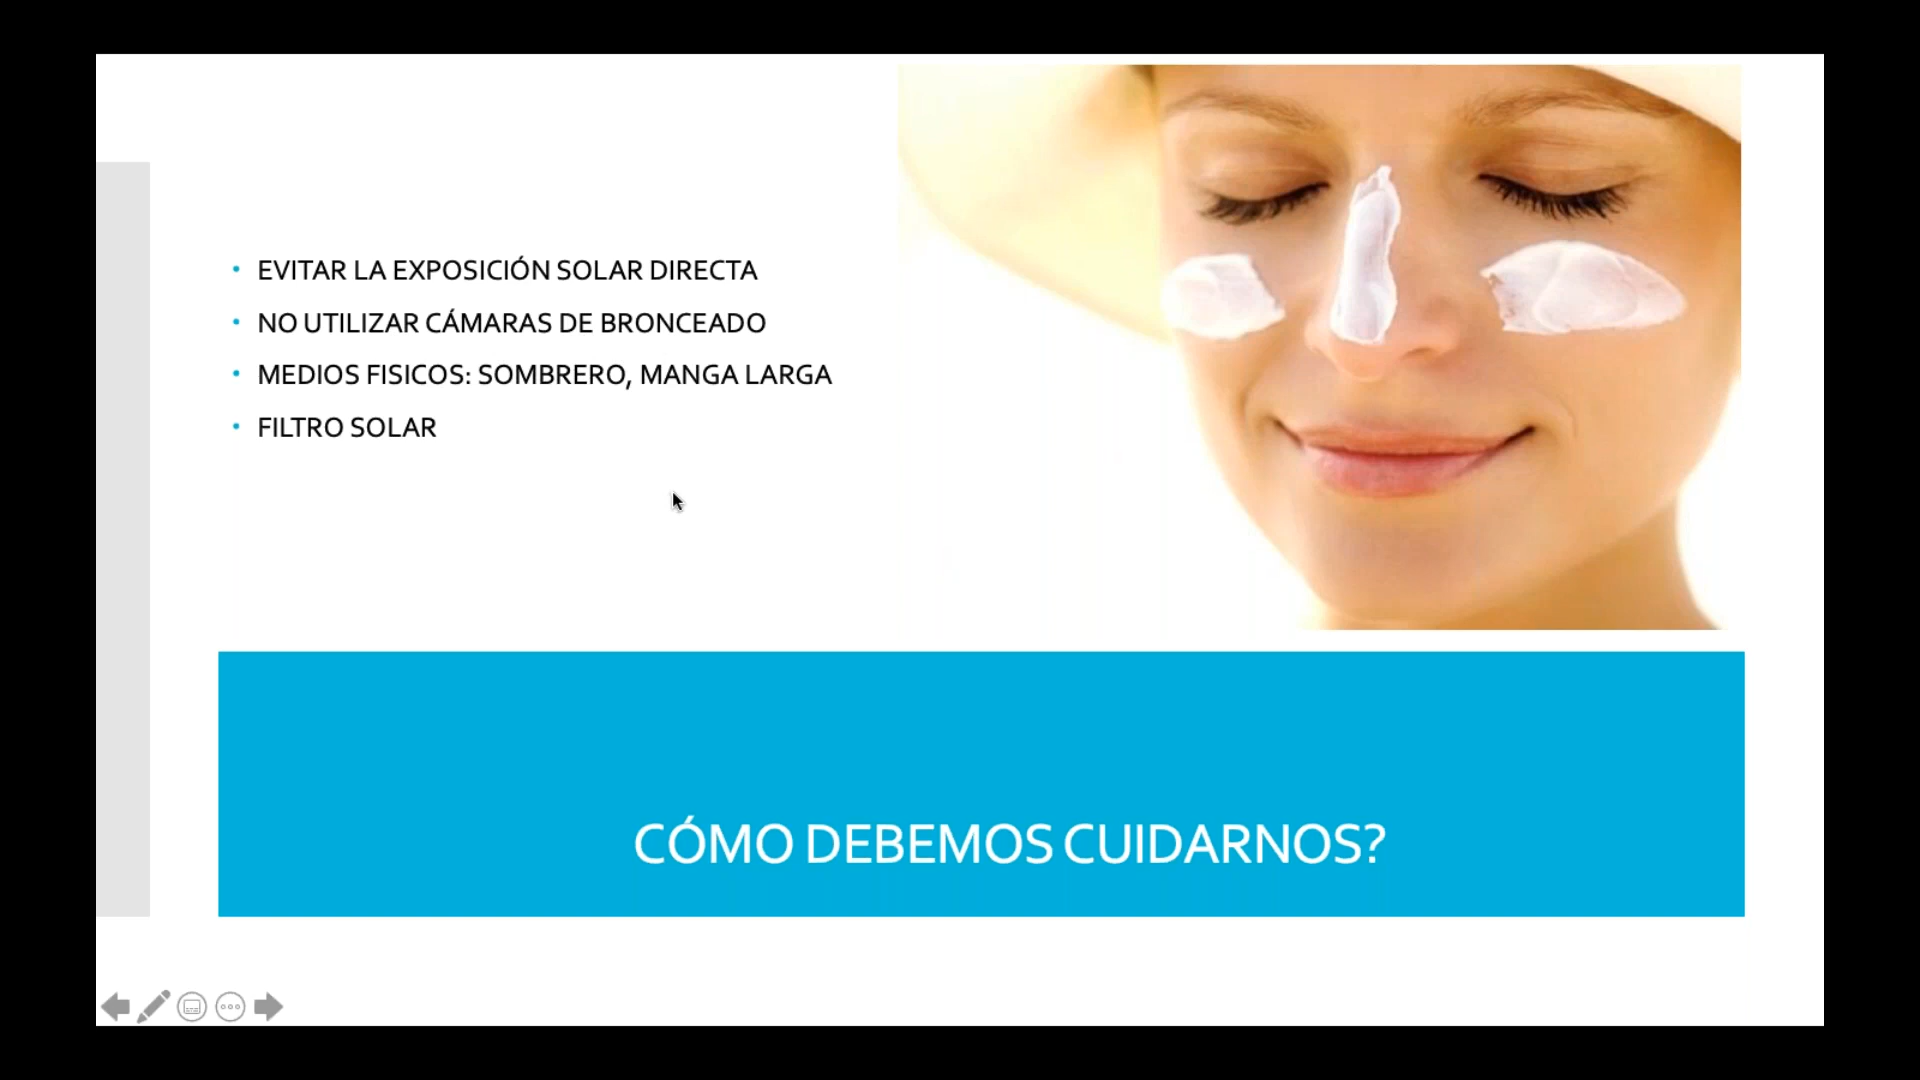 EVITAR LA EXPOSICIÓN SOLAR DIRECTA
NO UTILIZAR CÁMARAS DE BRONCEADO
MEDIOS FISICOS: SOMBRERO, MANGA LARGA
FILTRO SOLAR
CÓMO DEBEMOS CUIDARNOS?